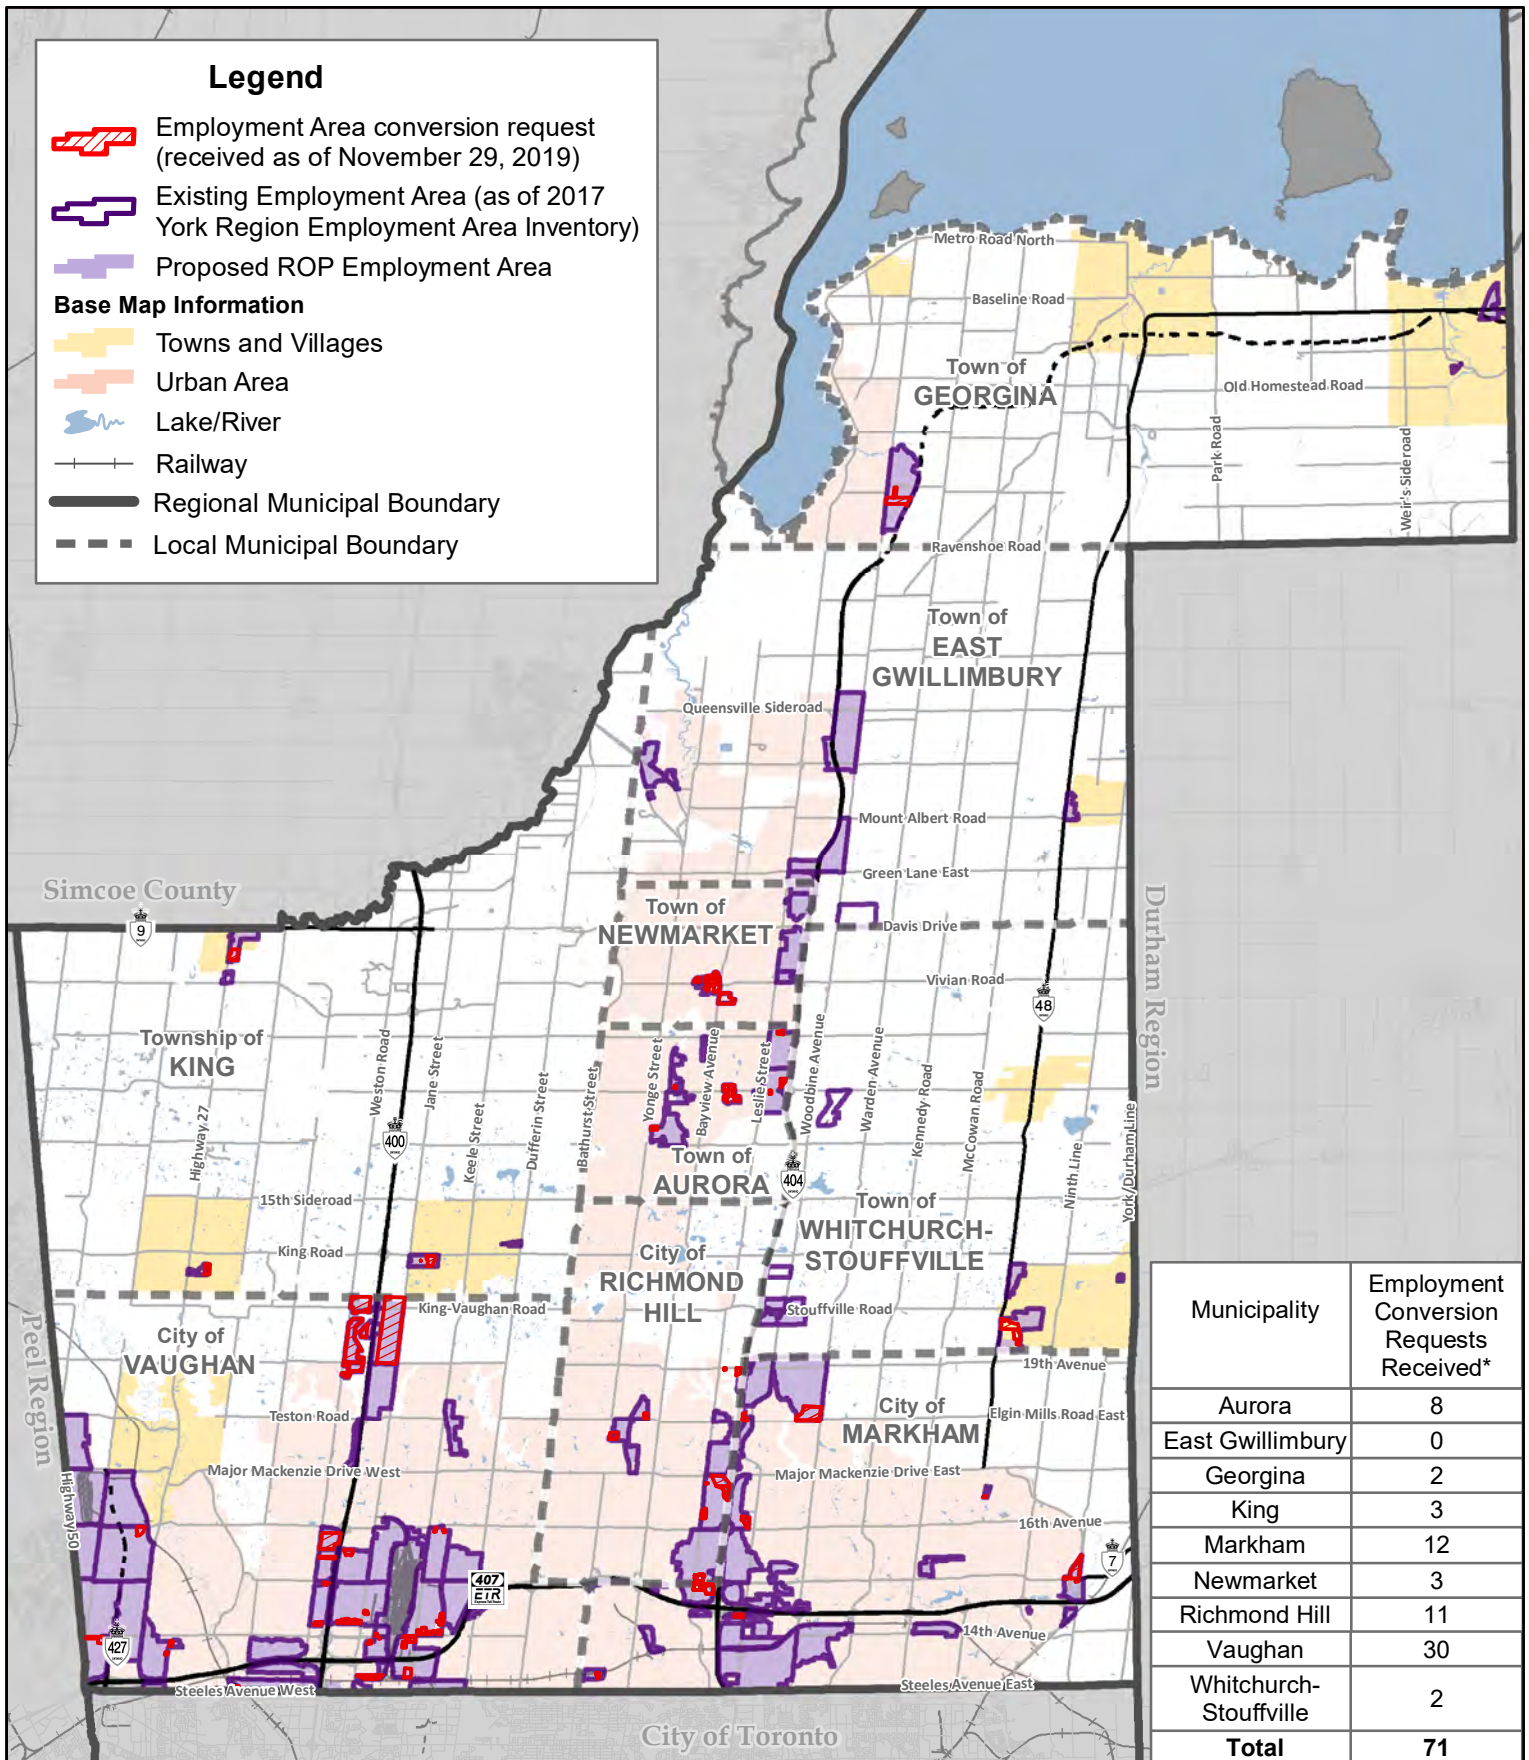 Legend
Employment Area conversion request
(received as of November 29, 2019)
Existing Employment Area (as of 2017
York Region Employment Area Inventory)
Proposed ROP Employment Area
Base Map Information
Towns and Villages
Urban Area
Lake/River
Railway
Regional Municipal Boundary
Local Municipal Boundary
Metro Road North
Baseline Road
Town of
GEORGINA
Old Homestead Road
Park Road
Weir's Sideroad
Ravenshoe Road
Town of
EAST
GWILLIMBURY
Queensville Sideroad
Mount Albert Road
Green Lane East
Simcoe County
9
Town of
NEWMARKET
Davis Drive
Durham Region
Vivian Road
48
Township of
KING
Weston Road
Jane Street
Keele Street
Dufferin Street
Bathurst Street
Yonge Street
Bayview Avenue
Leslie Street
Woodbine Avenue
Warden Avenue
Kennedy Road
McCowan Road
Ninth Line
York/Durham Line
Highway 27
400
404
Town of
AURORA
15th Sideroad
King Road
Town of
WHITCHURCH-
STOUFFVILLE
City of
RICHMOND
HILL
King-Vaughan Road
Stouffville Road
Peel Region
City of
VAUGHAN
19th Avenue
Teston Road
City of
MARKHAM
Elgin Mills Road East
Major Mackenzie Drive West
Major Mackenzie Drive East
Highway 50
16th Avenue
7
407
ETR
427
14th Avenue
Steeles Avenue West
Steeles Avenue East
City of Toronto
Municipality
Employment
Conversion
Requests
Received*
Aurora 8
East Gwillimbury 0
Georgina 2
King 3
Markham 12
Newmarket 3
Richmond Hill 11
Vaughan 30
Whitchurch-
Stouffville 2
Total 71